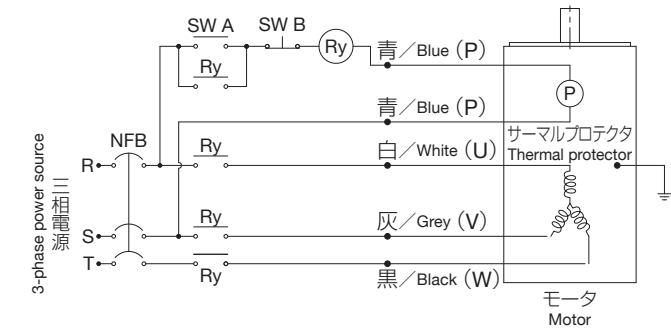 SW A
SW B
Ry
Ry
青／Blue（P）
青／Blue（P）
P
サーマルプロテクタ
Thermal protector
NFB
R
Ry
白／White（U）
3-phase power source
三相電源
S
Ry
灰／Grey（V）
T
Ry
黒／Black（W）
モータ
Motor